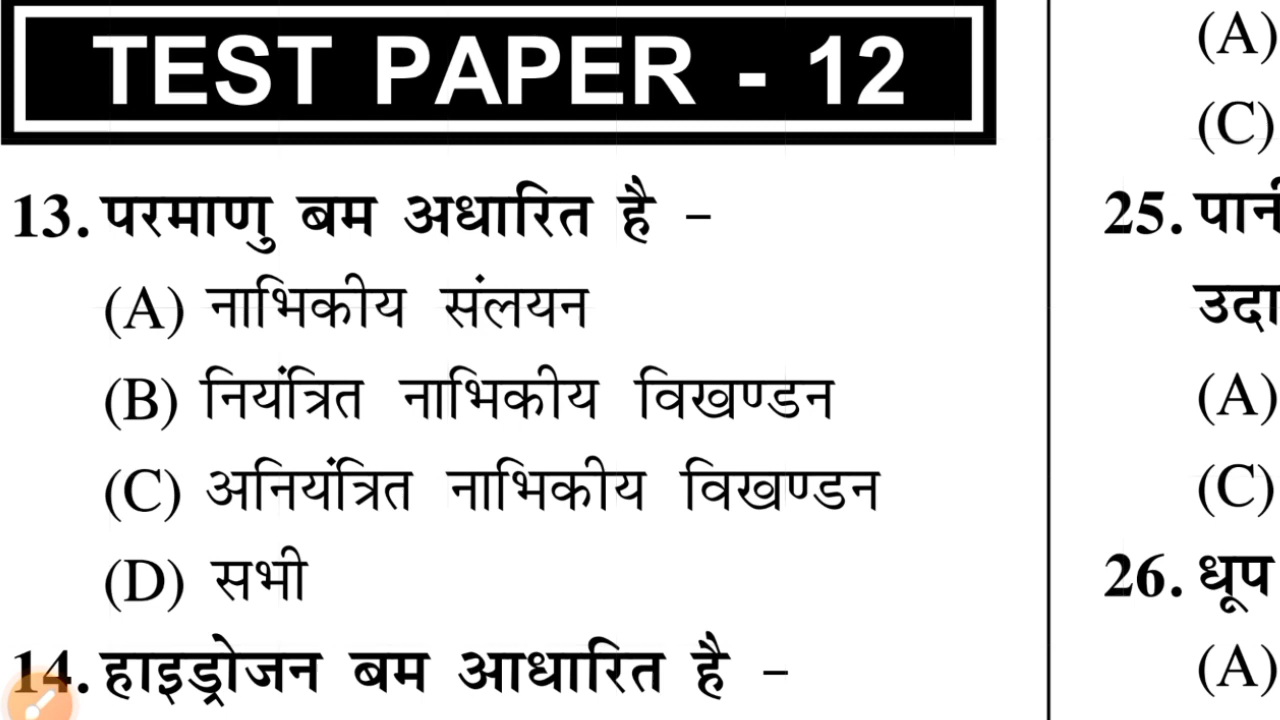 TEST PAPER - 12
13. परमाणु बम अधारित है -
(A) नाभिकीय संलयन
(B) नियंत्रित नाभिकीय विखण्डन
(C) अनियंत्रित नाभिकीय विखण्डन
(D) सभी
14. हाइड्रोजन बम आधारित है -
(A)
(C)
25.
(A)
(C)
26. धूप
(A)